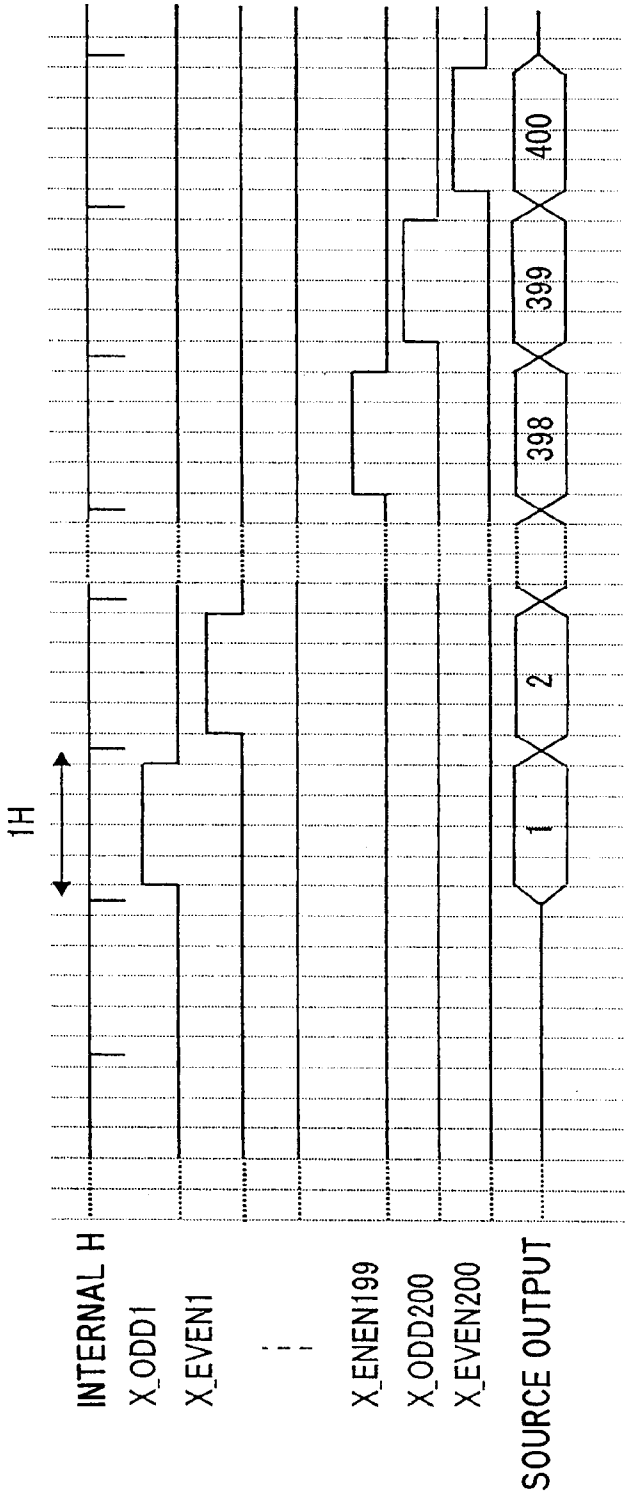 1H
INTERNAL H
X_ODD1
X_EVEN1
X_ENEN199
X_ODD200
X_EVEN200
SOURCE OUTPUT
1
2
398
399
400